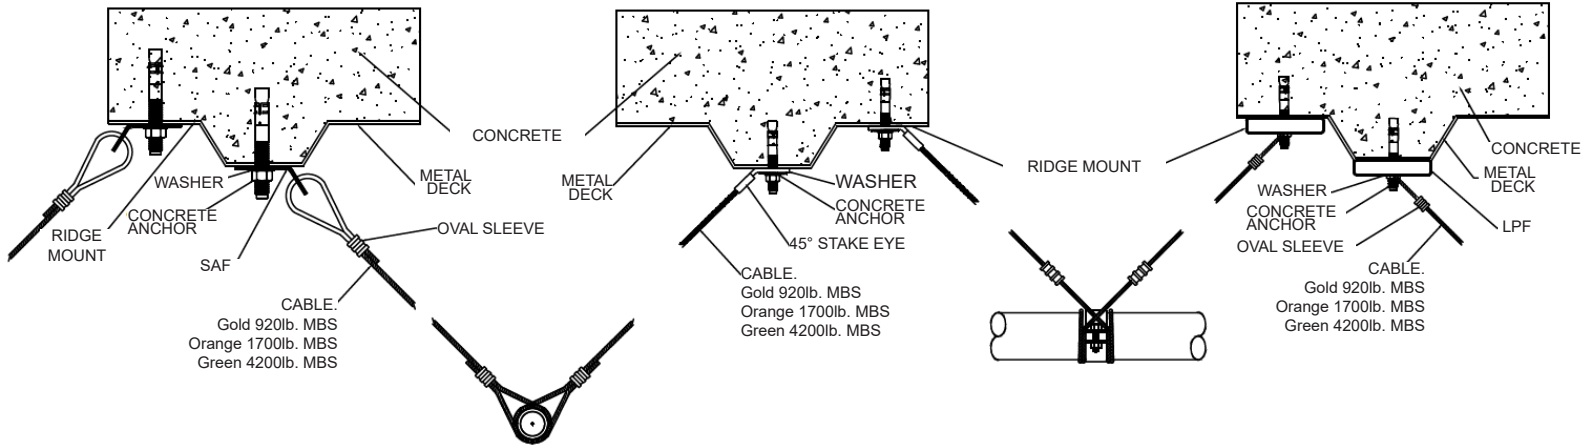 CONCRETE
METAL
DECK
WASHER
CONCRETE
ANCHOR
RIDGE
MOUNT
SAF
OVAL SLEEVE
CABLE.
Gold 920lb. MBS
Orange 1700lb. MBS
Green 4200lb. MBS
METAL
DECK
WASHER
CONCRETE
ANCHOR
45° STAKE EYE
CABLE.
Gold 920lb. MBS
Orange 1700lb. MBS
Green 4200lb. MBS
RIDGE MOUNT
CONCRETE
METAL
DECK
WASHER
CONCRETE
ANCHOR
LPF
OVAL SLEEVE
CABLE.
Gold 920lb. MBS
Orange 1700lb. MBS
Green 4200lb. MBS